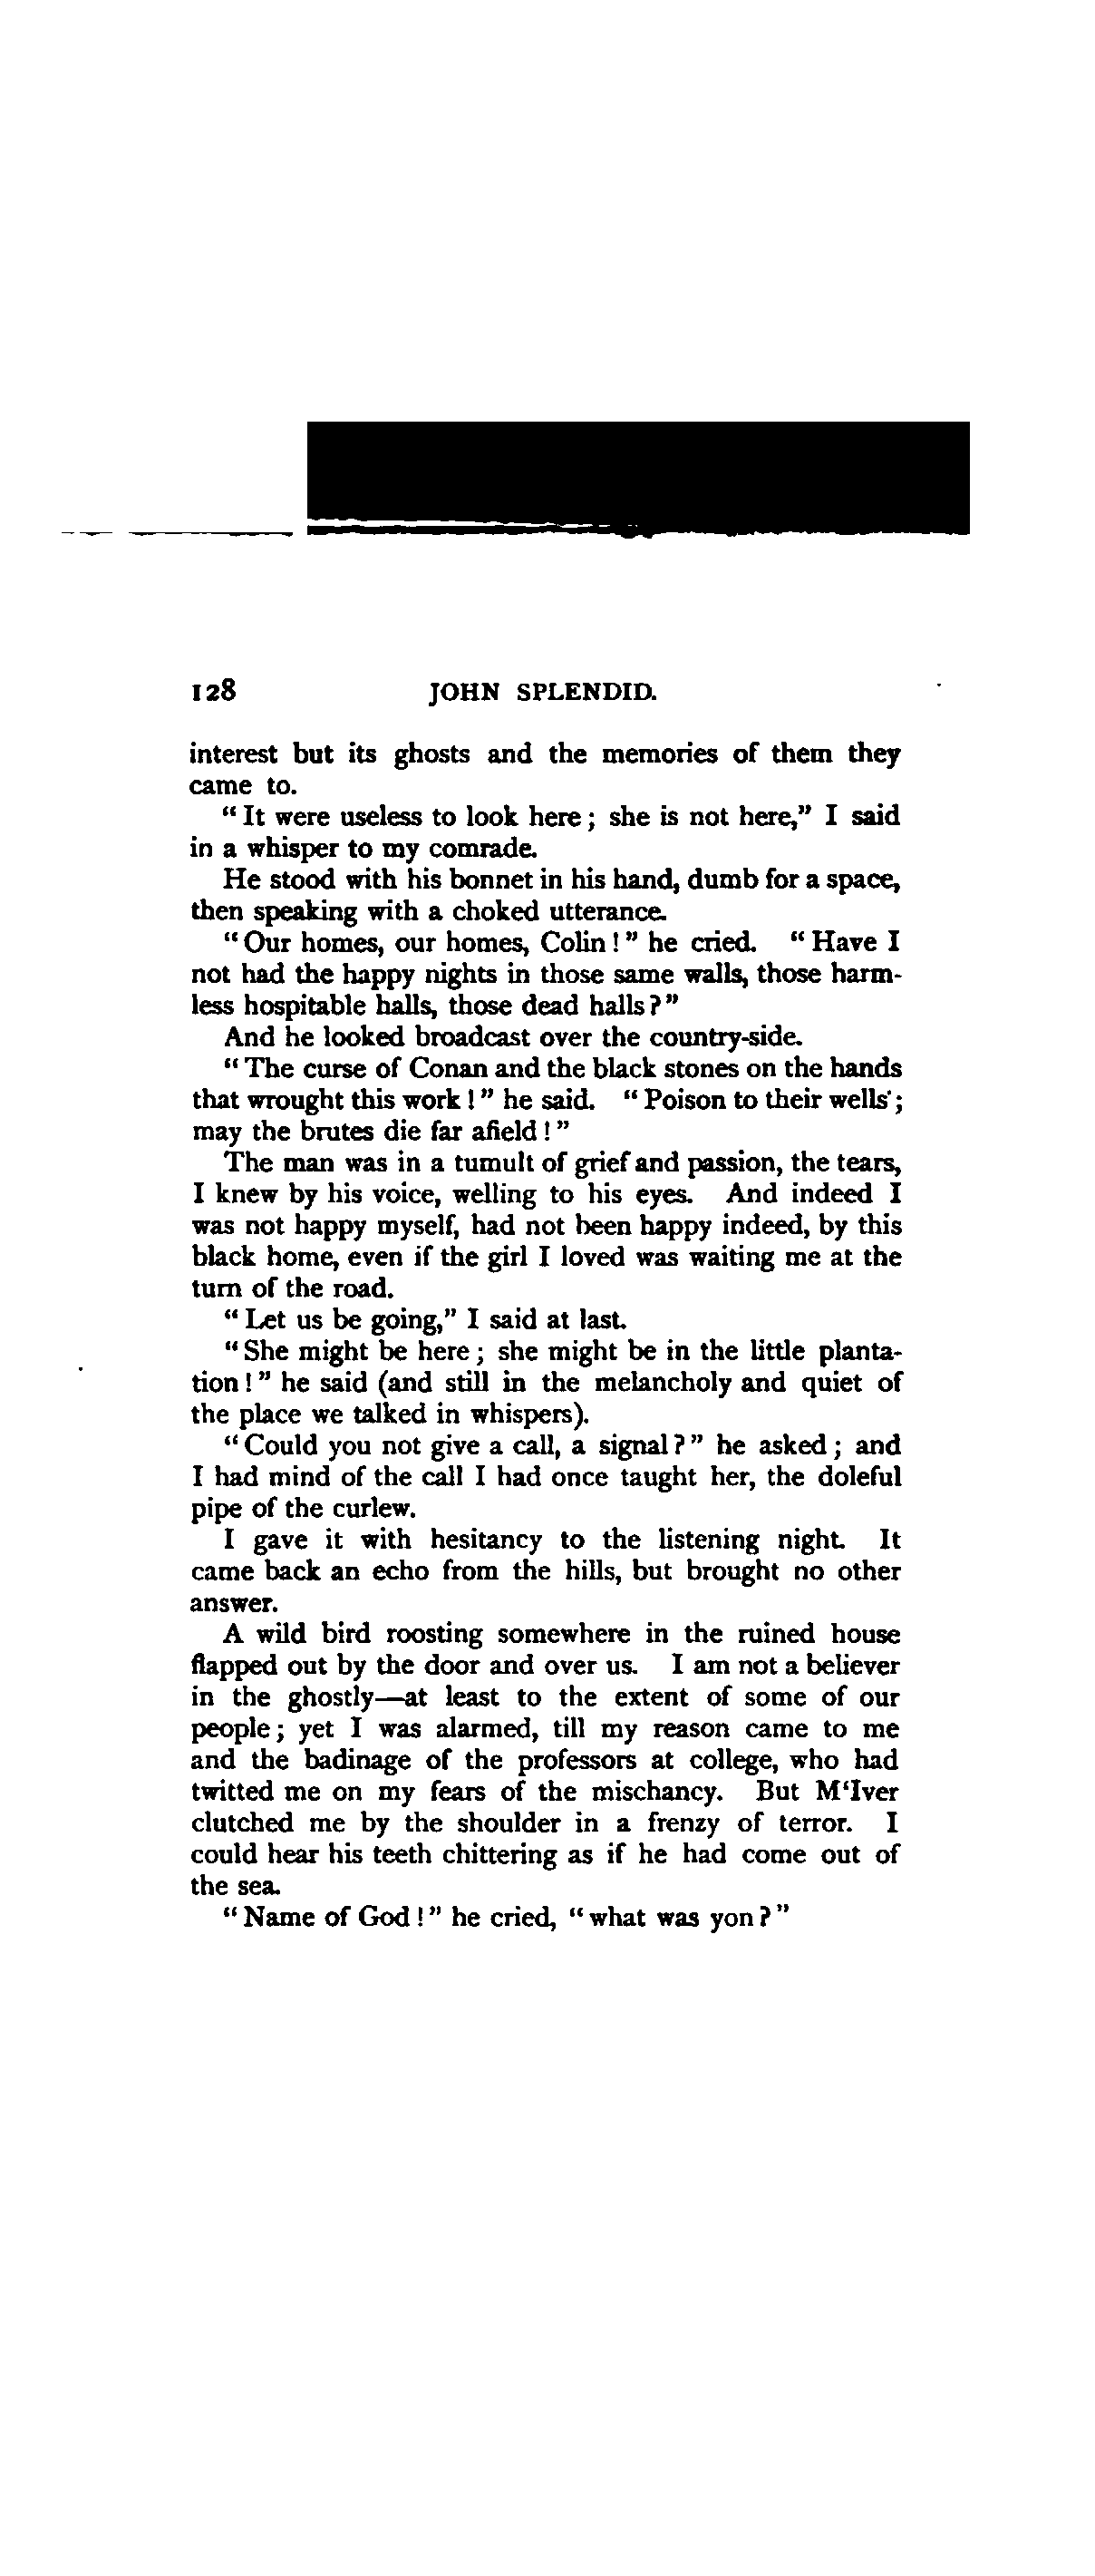 128 JOHN SPLENDID.
interest but its ghosts and the memories of them they
came to.
“It were useless to look here; she is not here,” I said
in a whisper to my comrade.
He stood with his bonnet in his hand, dumb for a space,
then speaking with a choked utterance.
“Our homes, our homes, Colin!” he cried. “Have I
not had the happy nights in those same walls, those harm-
less hospitable halls, those dead halls?”
And he looked broadcast over the country-side.
“The curse of Conan and the black stones on the hands
that wrought this work!” he said. “Poison to their wells;
may the brutes die far afield!”
The man was in a tumult of grief and passion, the tears,
I knew by his voice, welling to his eyes. And indeed I
was not happy myself, had not been happy indeed, by this
black home, even if the girl I loved was waiting me at the
turn of the road.
“Let us be going,” I said at last.
“She might be here; she might be in the little planta-
tion!” he said (and still in the melancholy and quiet of
the place we talked in whispers).
“Could you not give a call, a signal?” he asked; and
I had mind of the call I had once taught her, the doleful
pipe of the curlew.
I gave it with hesitancy to the listening night. It
came back an echo from the hills, but brought no other
answer.
A wild bird roosting somewhere in the ruined house
flapped out by the door and over us. I am not a believer
in the ghostly—at least to the extent of some of our
people; yet I was alarmed, till my reason came to me
and the badinage of the professors at college, who had
twitted me on my fears of the mischancy. But M‘Iver
clutched me by the shoulder in a frenzy of terror. I
could hear his teeth chittering as if he had come out of
the sea.
“Name of God!” he cried, “what was yon?”